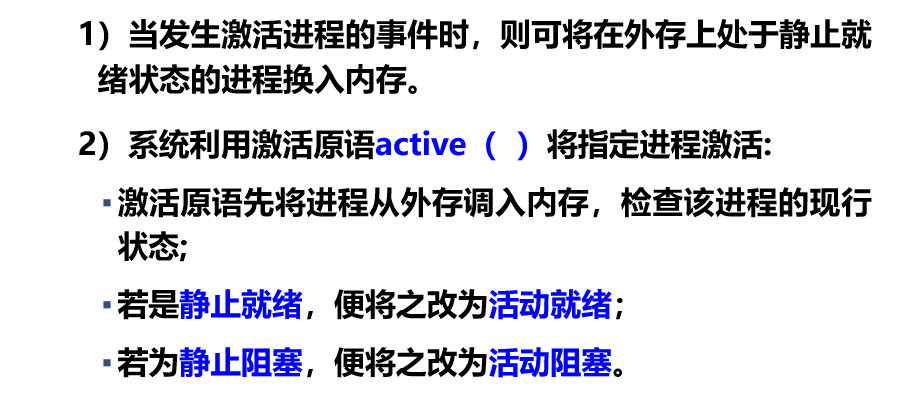 1）当发生激活进程的事件时，则可将在外存上处于静止就
绪状态的进程换入内存。
2）系统利用激活原语active（ ）将指定进程激活:
▪激活原语先将进程从外存调入内存，检查该进程的现行
状态;
▪若是静止就绪，便将之改为活动就绪；
▪若为静止阻塞，便将之改为活动阻塞。